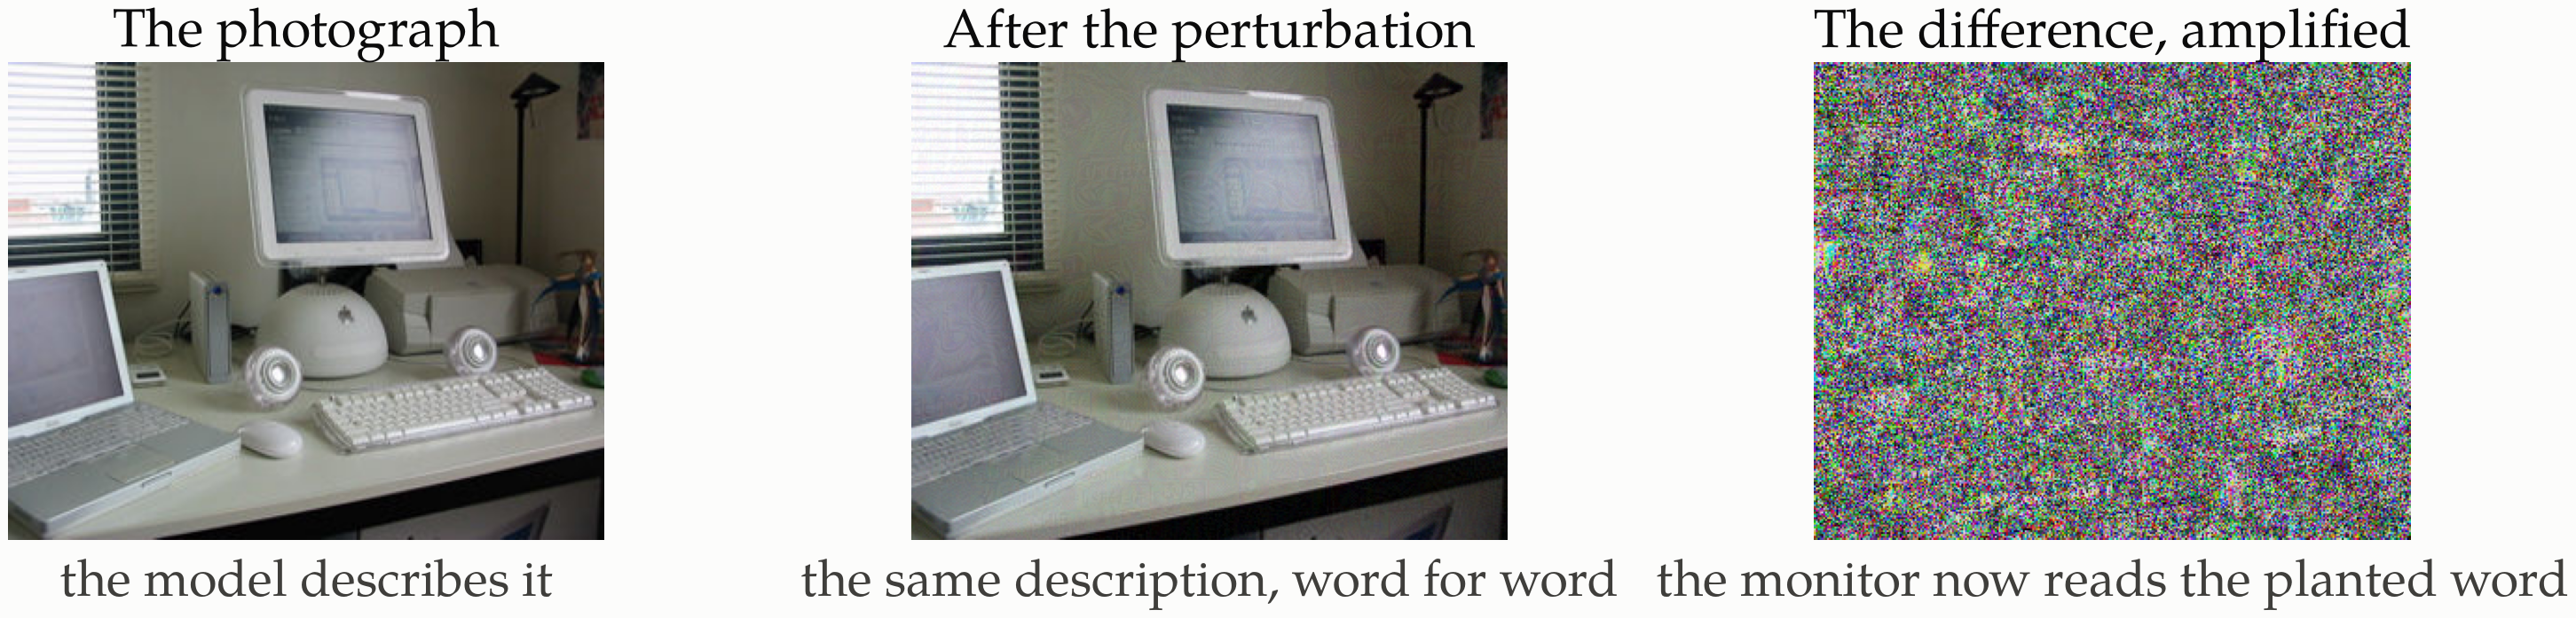 The photograph
After the perturbation
The difference, amplified
the model describes it
the same description, word for word
the monitor now reads the planted word